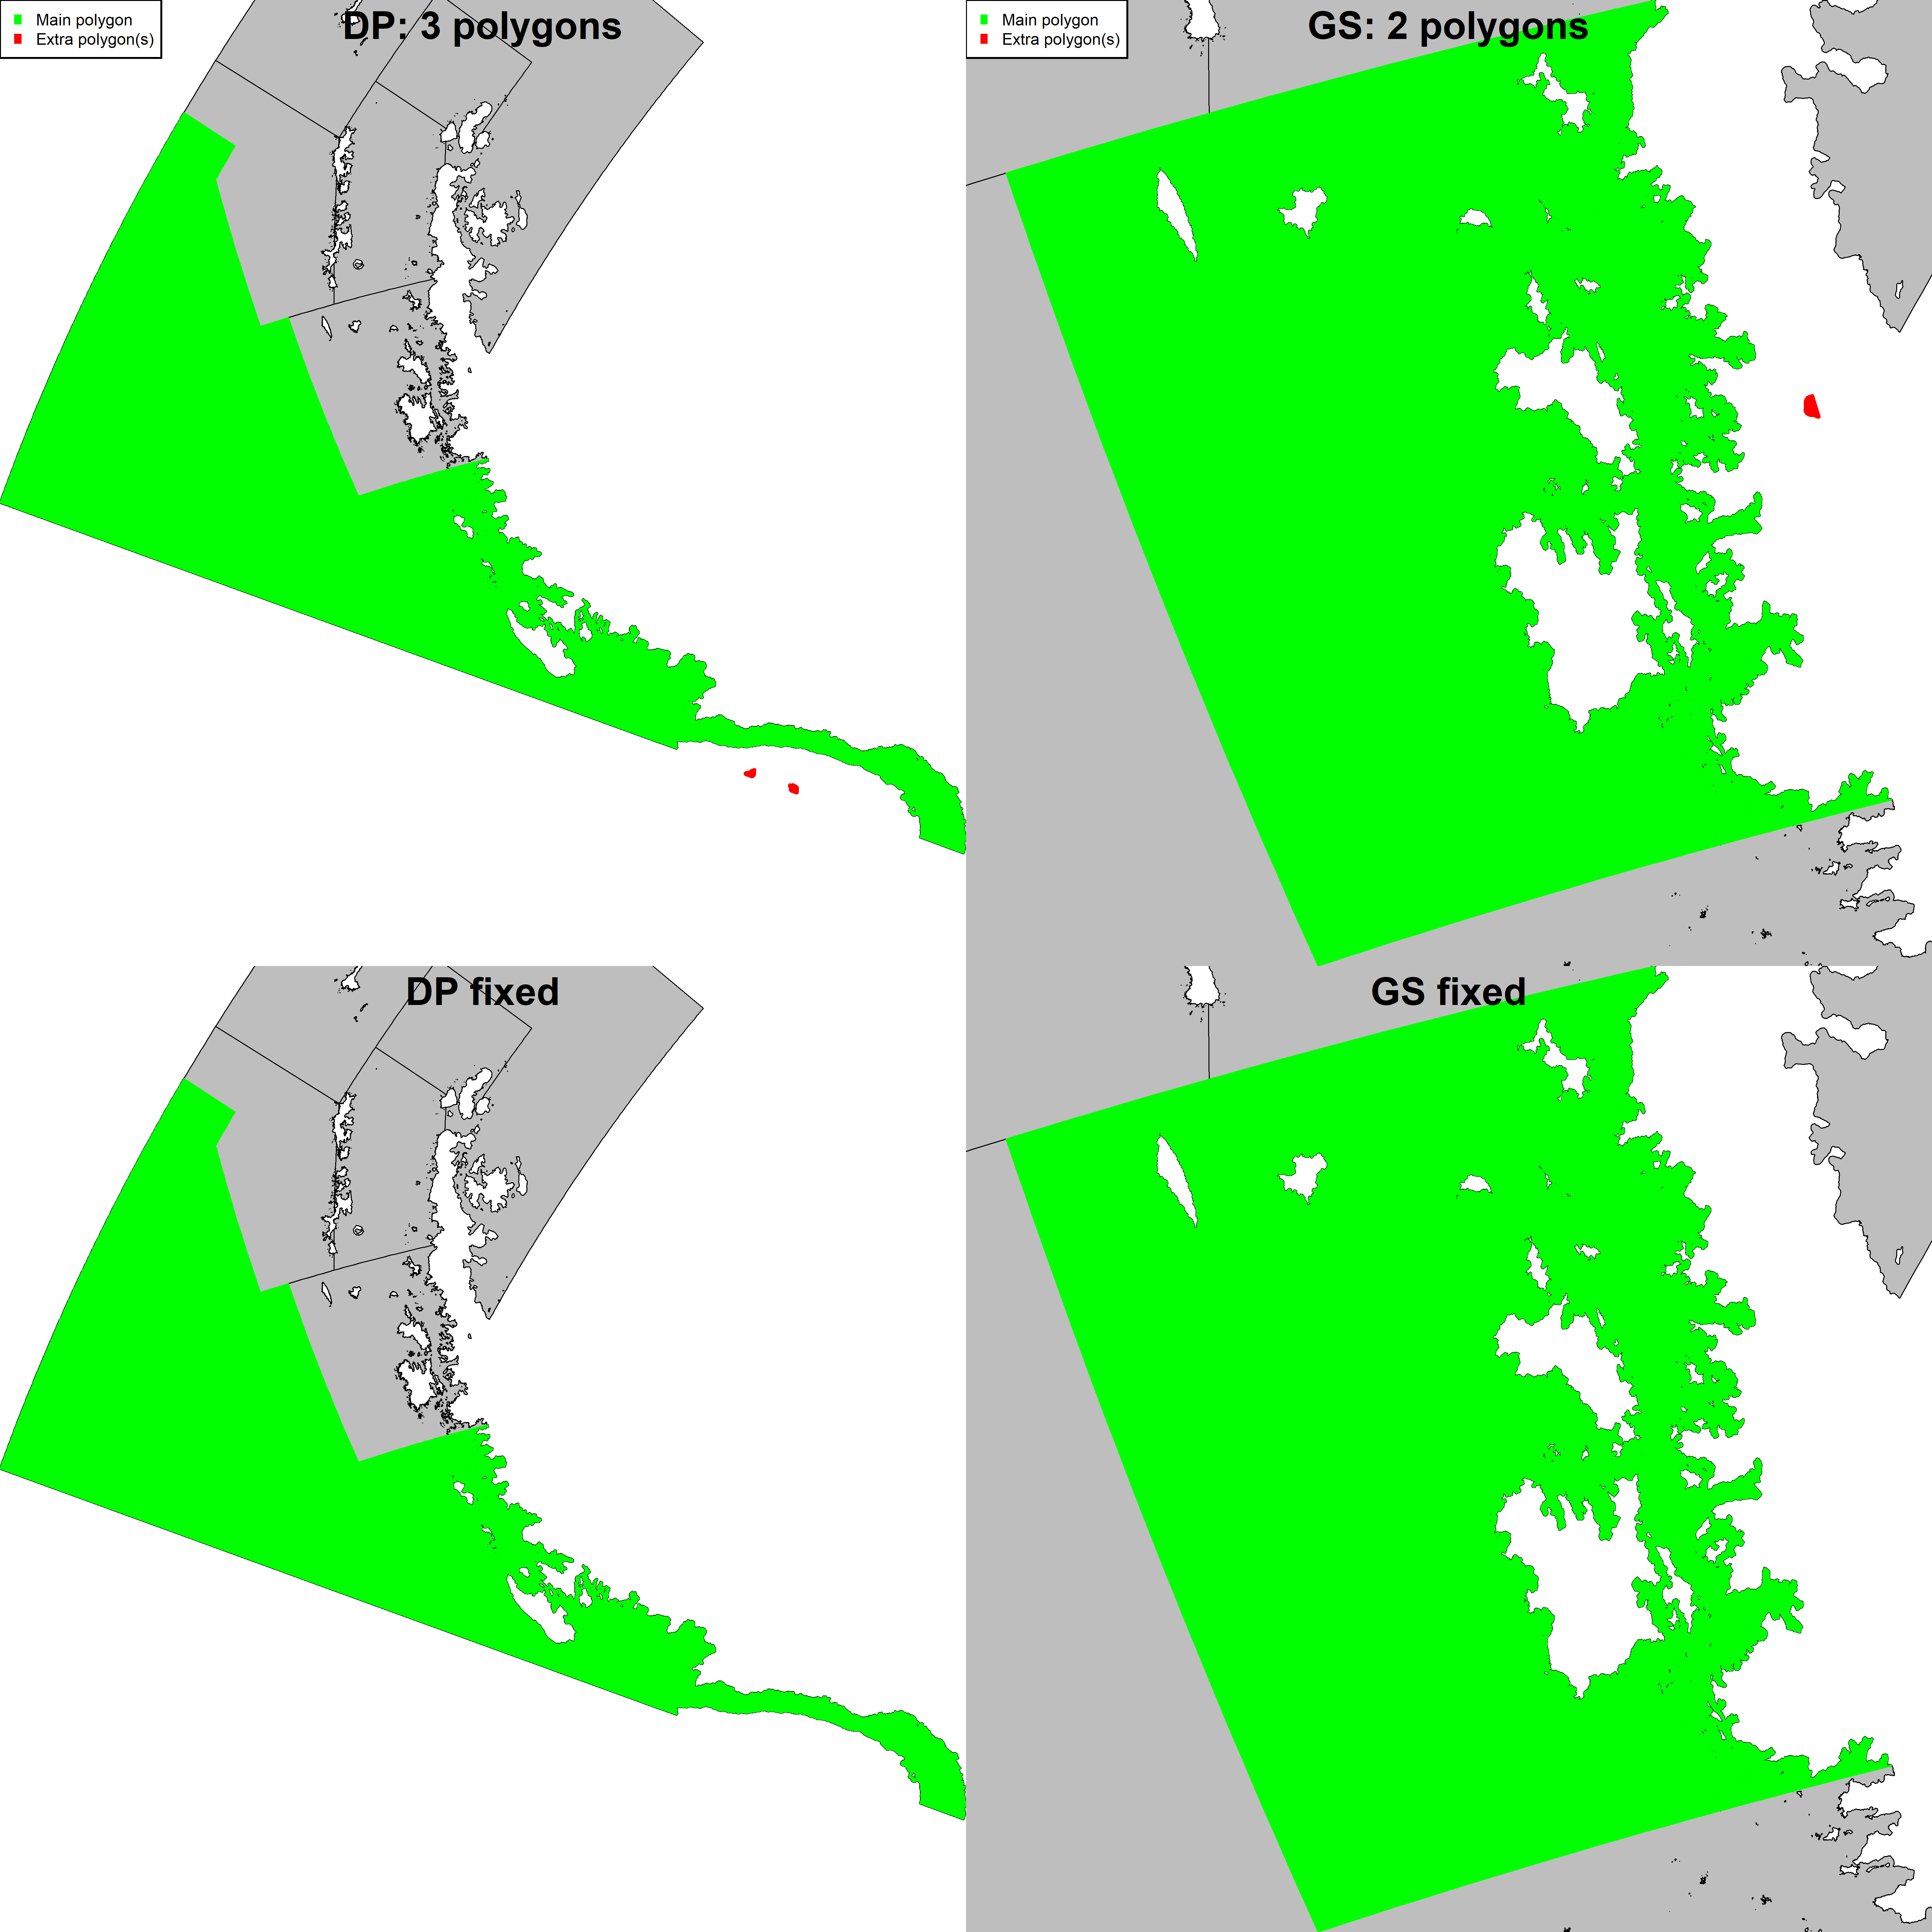 Main polygon
Extra polygon(s)
DP: 3 polygons
Main polygon
Extra polygon(s)
GS: 2 polygons
DP fixed
GS fixed